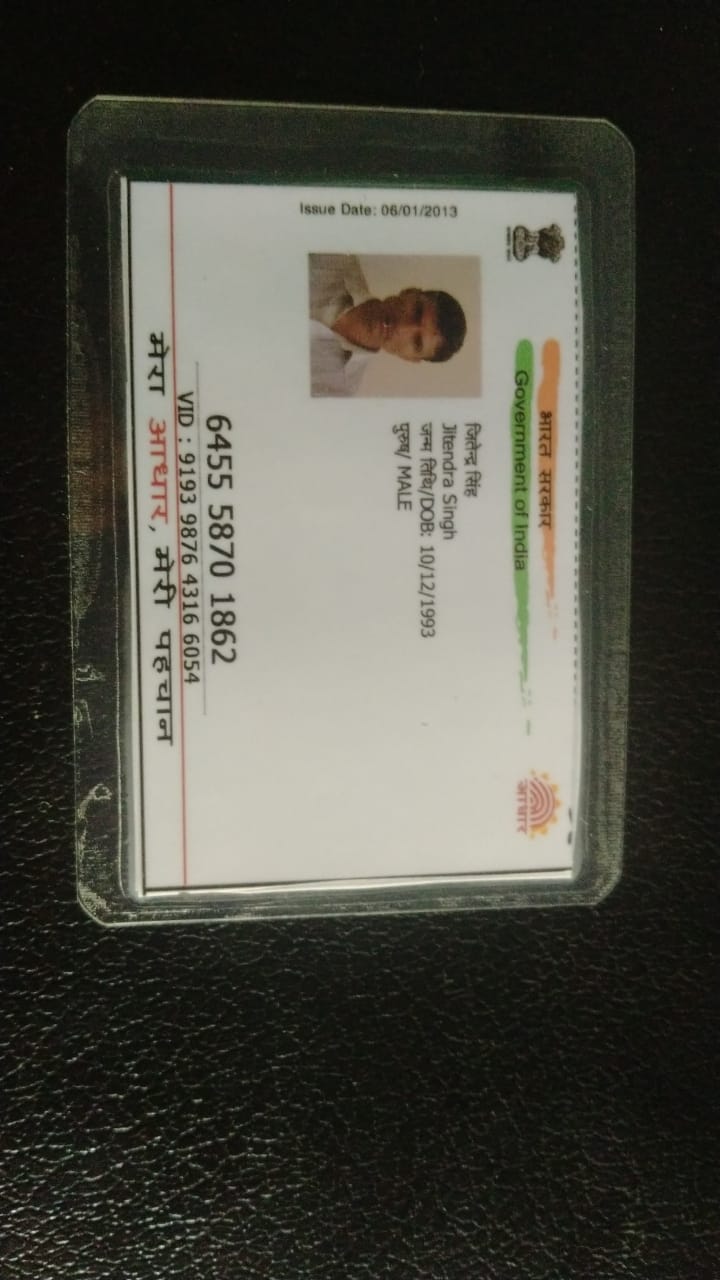 भारत सरकार
Government of India
आधार
Issue Date: 06/01/2013
जितेन्द्र सिंह
Jitendra Singh
जन्म तिथि/DOB: 10/12/1993
पुरुष/ MALE
6455 5870 1862
VID : 9193 9876 4316 6054
मेरा आधार, मेरी पहचान